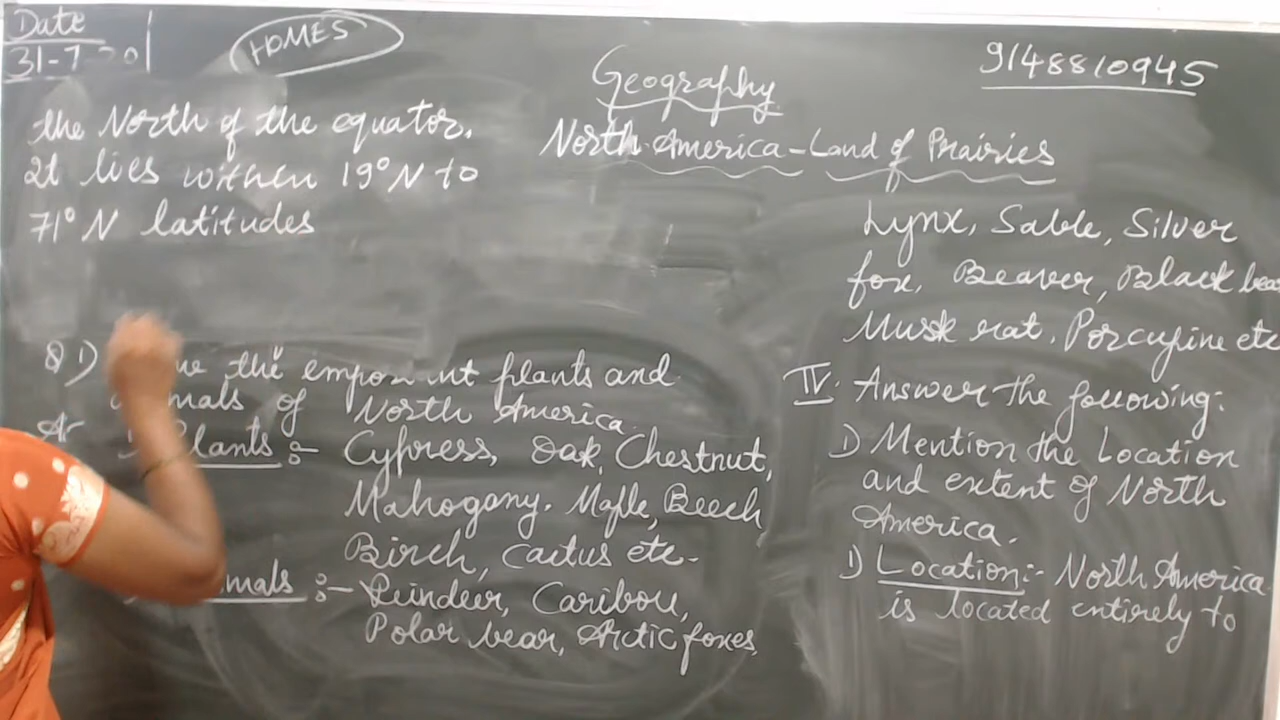 Date
31-7-20
HOMES
Geography
9148810945
North America - Land of Prairies
the North of the equator.
It lies within 19°N to
71°N latitudes
Q 1) the important plants and
of North America.
A: Plants :- Cypress, Oak, Chestnut,
Mahogany. Maple, Beech
Birch, Cactus etc.
:- Reindeer, Caribou,
Polar bear, Arctic foxes,
Lynx, Sable, Silver
fox, Beaver, Black bea
Musk rat. Porcupine etc
IV. Answer the following:
1) Mention the Location
and extent of North
America.
1) Location:- North America
is located entirely to